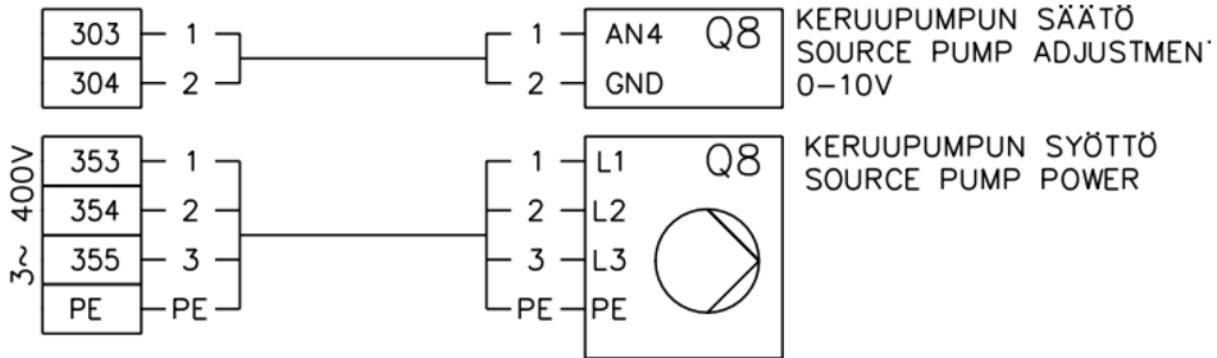 303 1 1 AN4 Q8 KERUUPUMPUN SÄÄTÖ
SOURCE PUMP ADJUSTMENT
304 2 2 GND 0-10V
3~ 400V
353 1 1 L1 Q8 KERUUPUMPUN SYÖTTÖ
SOURCE PUMP POWER
354 2 2 L2
355 3 3 L3
PE PE PE PE